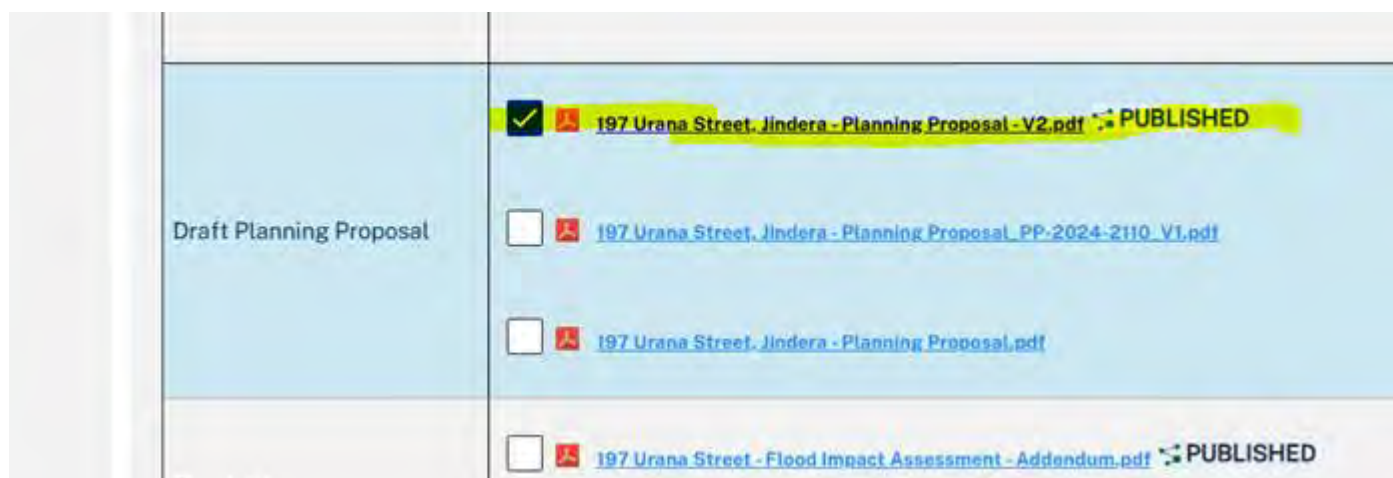 197 Urana Street, Jindera - Planning Proposal - V2.pdf PUBLISHED
Draft Planning Proposal
197 Urana Street, Jindera - Planning Proposal_PP-2024-2110_V1.pdf
197 Urana Street, Jindera - Planning Proposal.pdf
197 Urana Street - Flood Impact Assessment - Addendum.pdf PUBLISHED